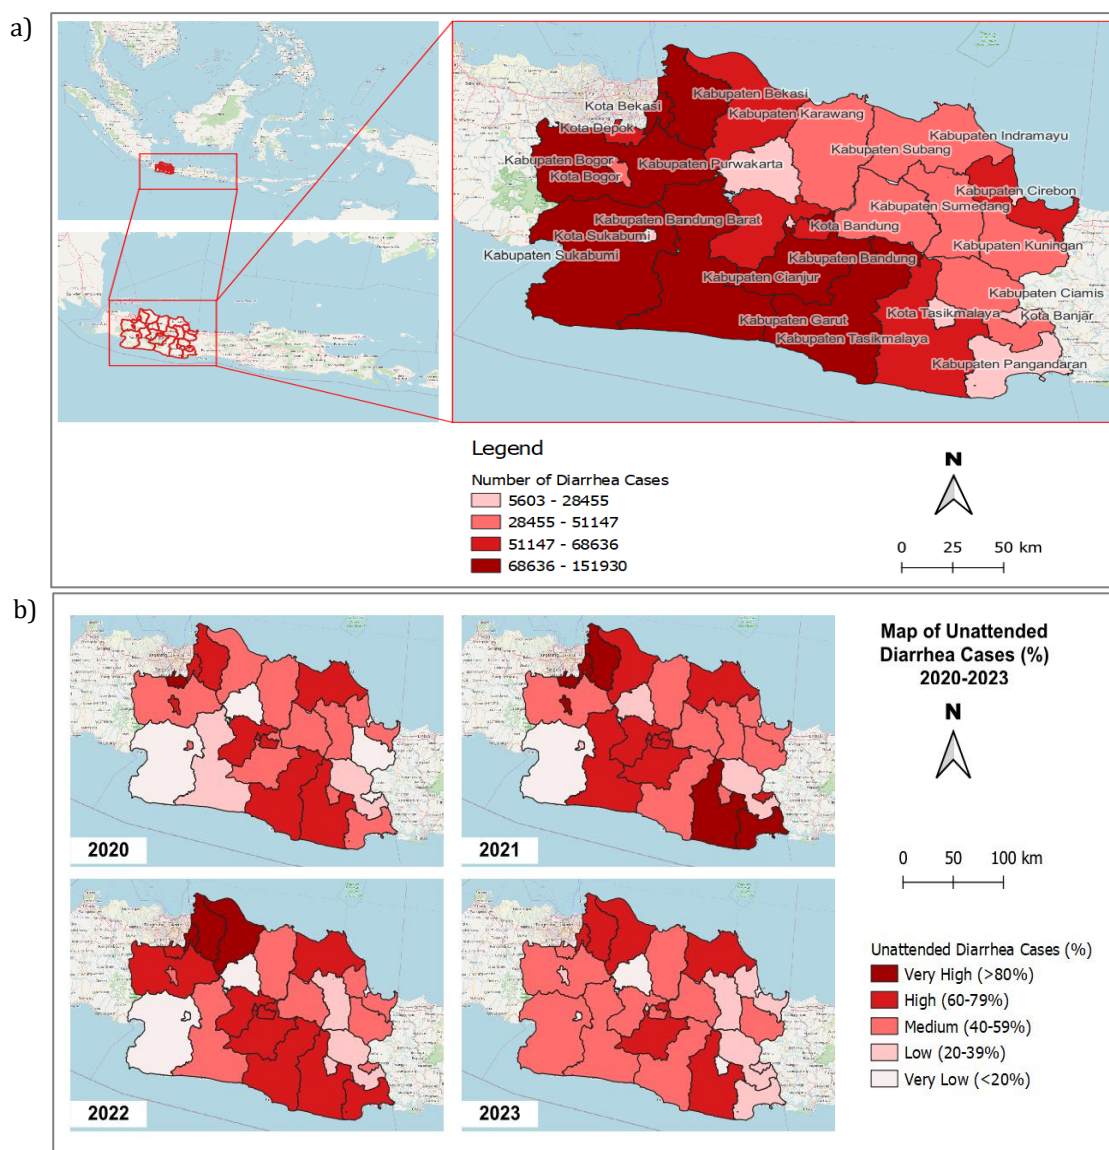 a)
Kota Bekasi
Kabupaten Bekasi
Kabupaten Karawang
Kota Depok
Kabupaten Indramayu
Kabupaten Subang
Kabupaten Bogor
Kabupaten Purwakarta
Kota Bogor
Kabupaten Cirebon
Kabupaten Sumedang
Kabupaten Bandung Barat
Kota Bandung
Kota Sukabumi
Kabupaten Kuningan
Kabupaten Sukabumi
Kabupaten Bandung
Kabupaten Cianjur
Kabupaten Ciamis
Kota Tasikmalaya
Kota Banjar
Kabupaten Garut
Kabupaten Tasikmalaya
Kabupaten Pangandaran
Legend
Number of Diarrhea Cases
5603 - 28455
28455 - 51147
51147 - 68636
68636 - 151930
N
0 25 50 km
b)
2020
2021
2022
2023
Map of Unattended
Diarrhea Cases (%)
2020-2023
N
0 50 100 km
Unattended Diarrhea Cases (%)
Very High (>80%)
High (60-79%)
Medium (40-59%)
Low (20-39%)
Very Low (<20%)